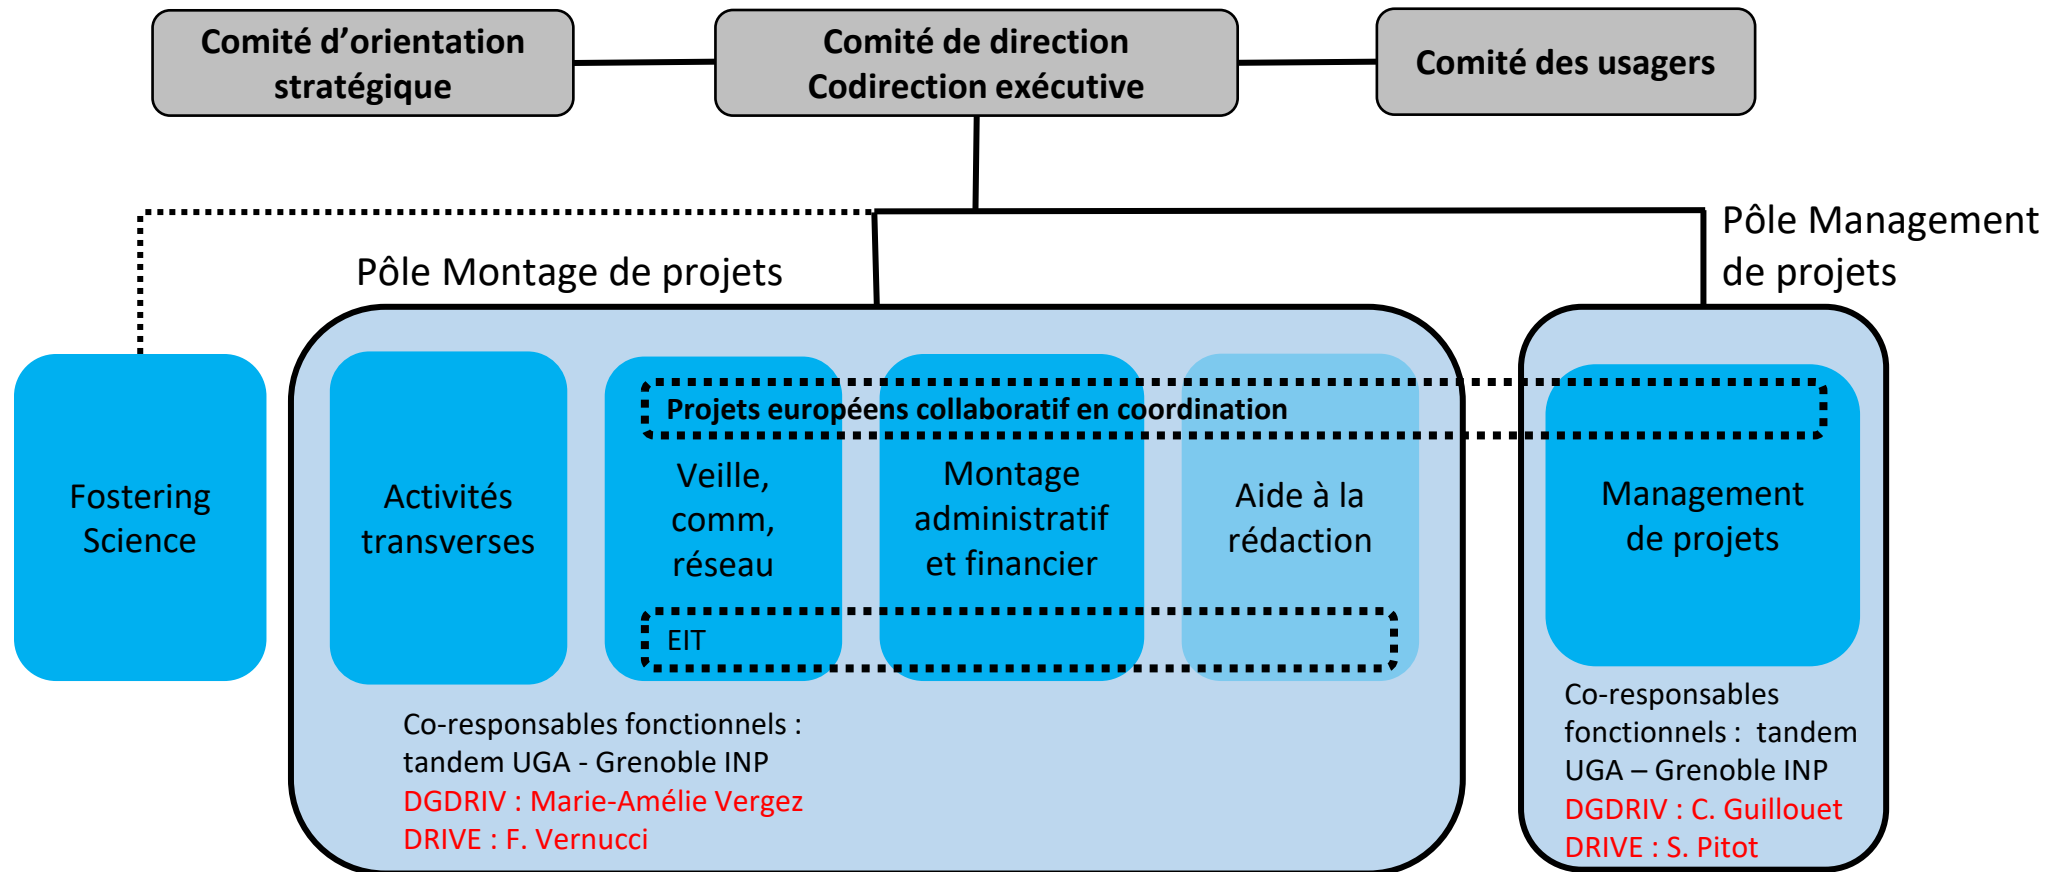 Comité d’orientation
stratégique
Comité de direction
Codirection exécutive
Comité des usagers
Pôle Montage de projets
Pôle Management
de projets
Projets européens collaboratif en coordination
Fostering
Science
Activités
transverses
Veille,
comm,
réseau
Montage
administratif
et financier
Aide à la
rédaction
Management
de projets
EIT
Co-responsables fonctionnels :
tandem UGA - Grenoble INP
DGDRIV : Marie-Amélie Vergez
DRIVE : F. Vernucci
Co-responsables
fonctionnels : tandem
UGA – Grenoble INP
DGDRIV : C. Guillouet
DRIVE : S. Pitot